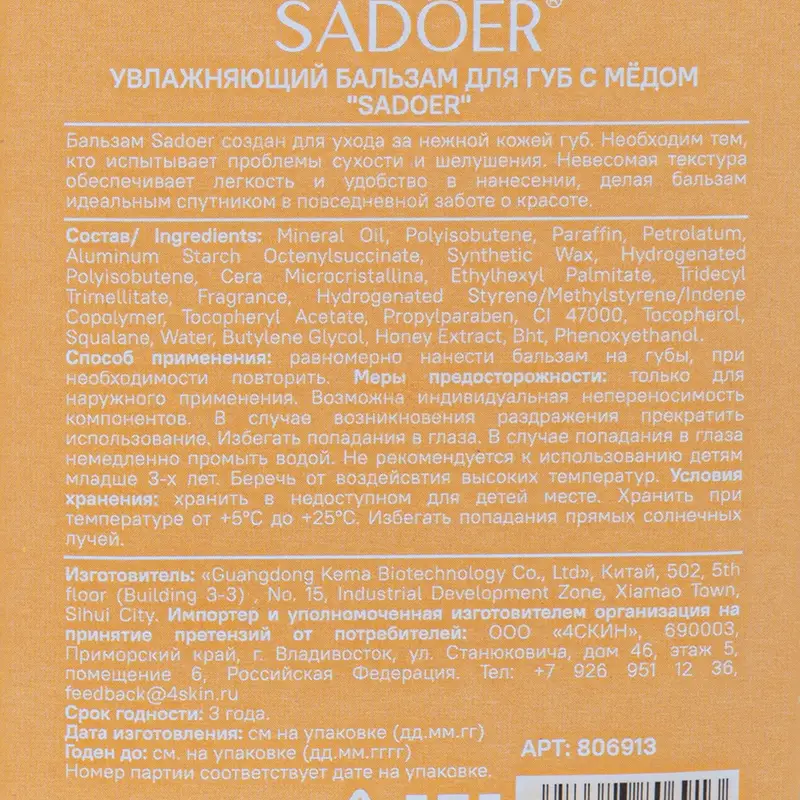 SADOER®
УВЛАЖНЯЮЩИЙ БАЛЬЗАМ ДЛЯ ГУБ С МЁДОМ
"SADOER"
Бальзам Sadoer создан для ухода за нежной кожей губ. Необходим тем,
кто испытывает проблемы сухости и шелушения. Невесомая текстура
обеспечивает легкость и удобство в нанесении, делая бальзам
идеальным спутником в повседневной заботе о красоте.
Состав/ Ingredients: Mineral Oil, Polyisobutene, Paraffin, Petrolatum,
Aluminum Starch Octenylsuccinate, Synthetic Wax, Hydrogenated
Polyisobutene, Cera Microcristallina, Ethylhexyl Palmitate, Tridecyl
Trimellitate, Fragrance, Hydrogenated Styrene/Methylstyrene/Indene
Copolymer, Tocopheryl Acetate, Propylparaben, CI 47000, Tocopherol,
Squalane, Water, Butylene Glycol, Honey Extract, Bht, Phenoxyethanol.
Способ применения: равномерно нанести бальзам на губы, при
необходимости повторить. Меры предосторожности: только для
наружного применения. Возможна индивидуальная непереносимость
компонентов. В случае возникновения раздражения прекратить
использование. Избегать попадания в глаза. В случае попадания в глаза
немедленно промыть водой. Не рекомендуется к использованию детям
младше 3-х лет. Беречь от воздейсвтия высоких температур. Условия
хранения: хранить в недоступном для детей месте. Хранить при
температуре от +5°C до +25°C. Избегать попадания прямых солнечных
лучей.
Изготовитель: «Guangdong Kema Biotechnology Co., Ltd», Китай, 502, 5th
floor (Building 3-3) , No. 15, Industrial Development Zone, Xiamao Town,
Sihui City. Импортер и уполномоченная изготовителем организация на
принятие претензий от потребителей: ООО «4СКИН», 690003,
Приморский край, г. Владивосток, ул. Станюковича, дом 46, этаж 5,
помещение 6, Российская Федерация. Тел: +7 926 951 12 36,
feedback@4skin.ru
Срок годности: 3 года.
Дата изготовления: см на упаковке (дд.мм.гг)
Годен до: см. на упаковке (дд.мм.гггг)
Номер партии соответствует дате на упаковке.
АРТ: 806913